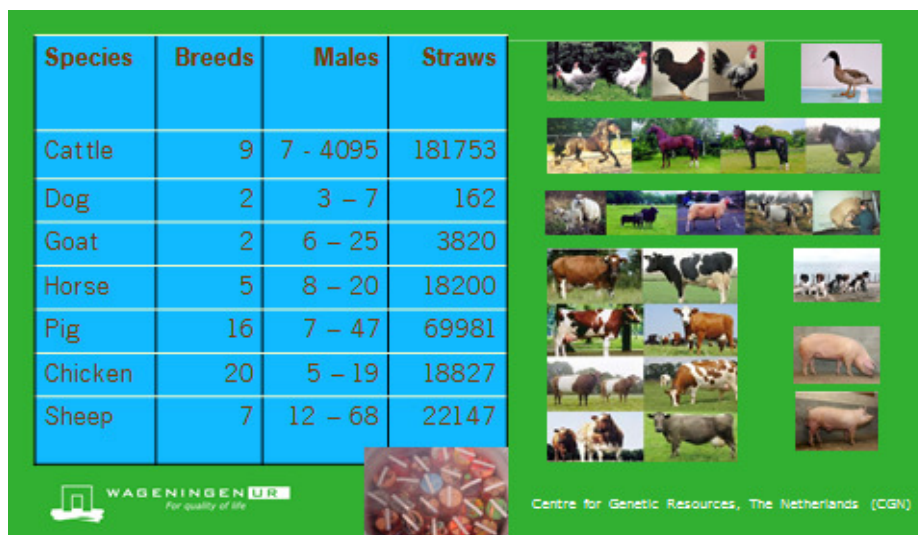 Species Breeds Males Straws
Cattle 9 7 - 4095 181753
Dog 2 3 – 7 162
Goat 2 6 – 25 3820
Horse 5 8 – 20 18200
Pig 16 7 – 47 69981
Chicken 20 5 – 19 18827
Sheep 7 12 – 68 22147
WAGENINGEN UR
For quality of life
Centre for Genetic Resources, The Netherlands (CGN)